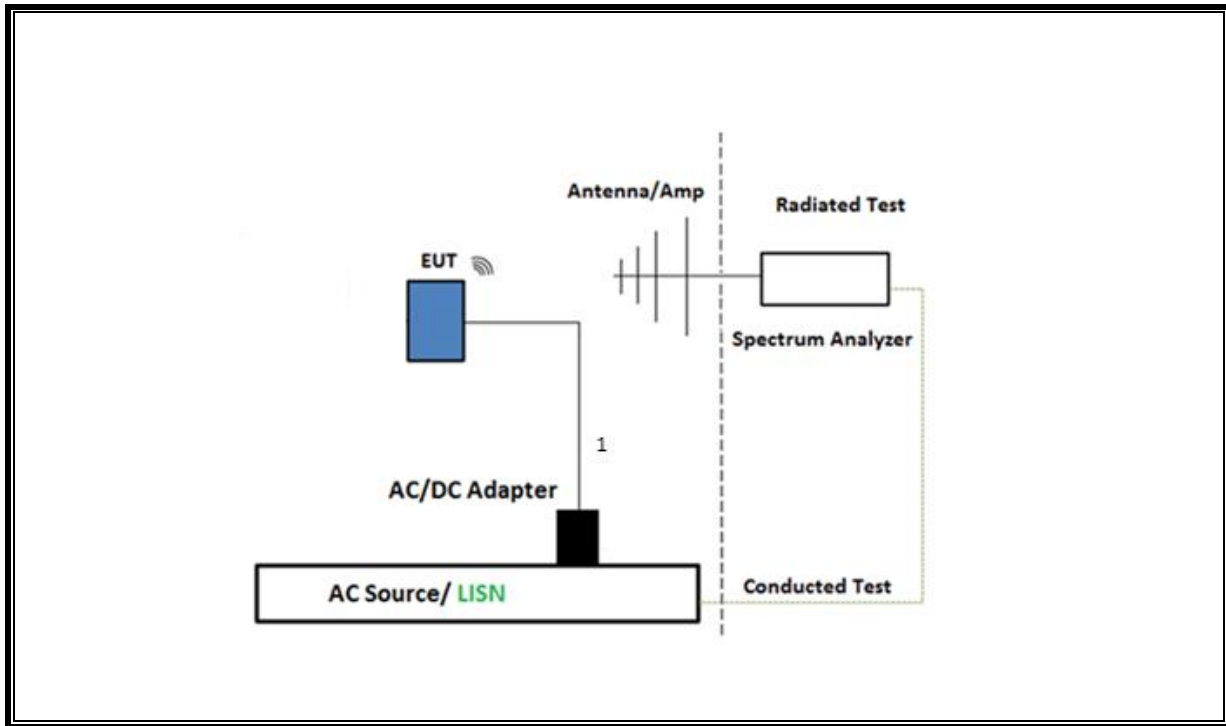 Antenna/Amp
Radiated Test
EUT
Spectrum Analyzer
1
AC/DC Adapter
AC Source/ LISN
Conducted Test